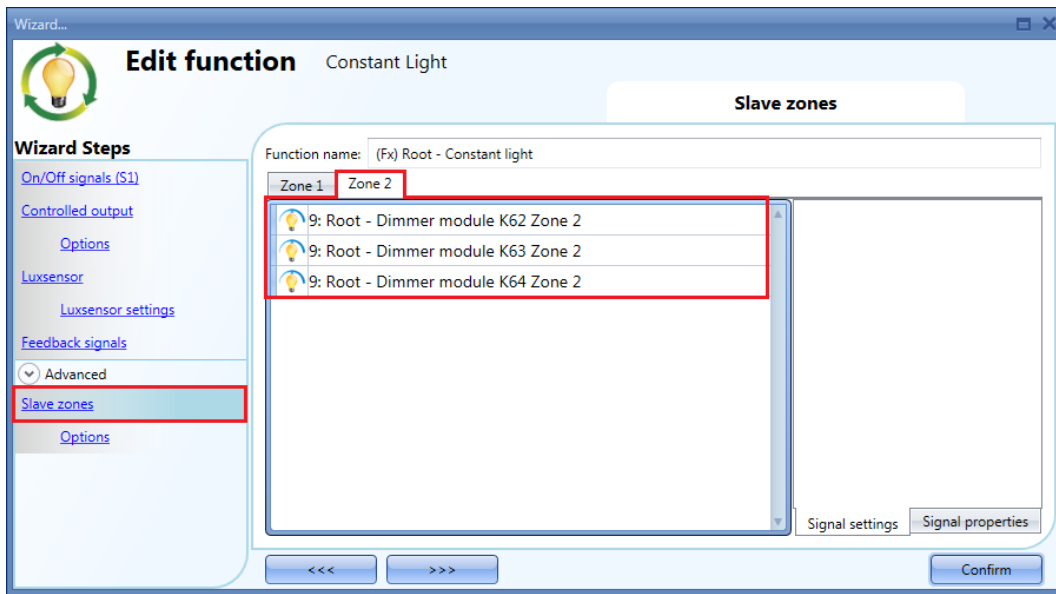 Wizard...
Edit function Constant Light
Slave zones
Wizard Steps
On/Off signals (S1)
Controlled output
Options
Luxsensor
Luxsensor settings
Feedback signals
Advanced
Slave zones
Options
Function name: (Fx) Root - Constant light
Zone 1 Zone 2
9: Root - Dimmer module K62 Zone 2
9: Root - Dimmer module K63 Zone 2
9: Root - Dimmer module K64 Zone 2
Signal settings Signal properties
<<< >>> Confirm